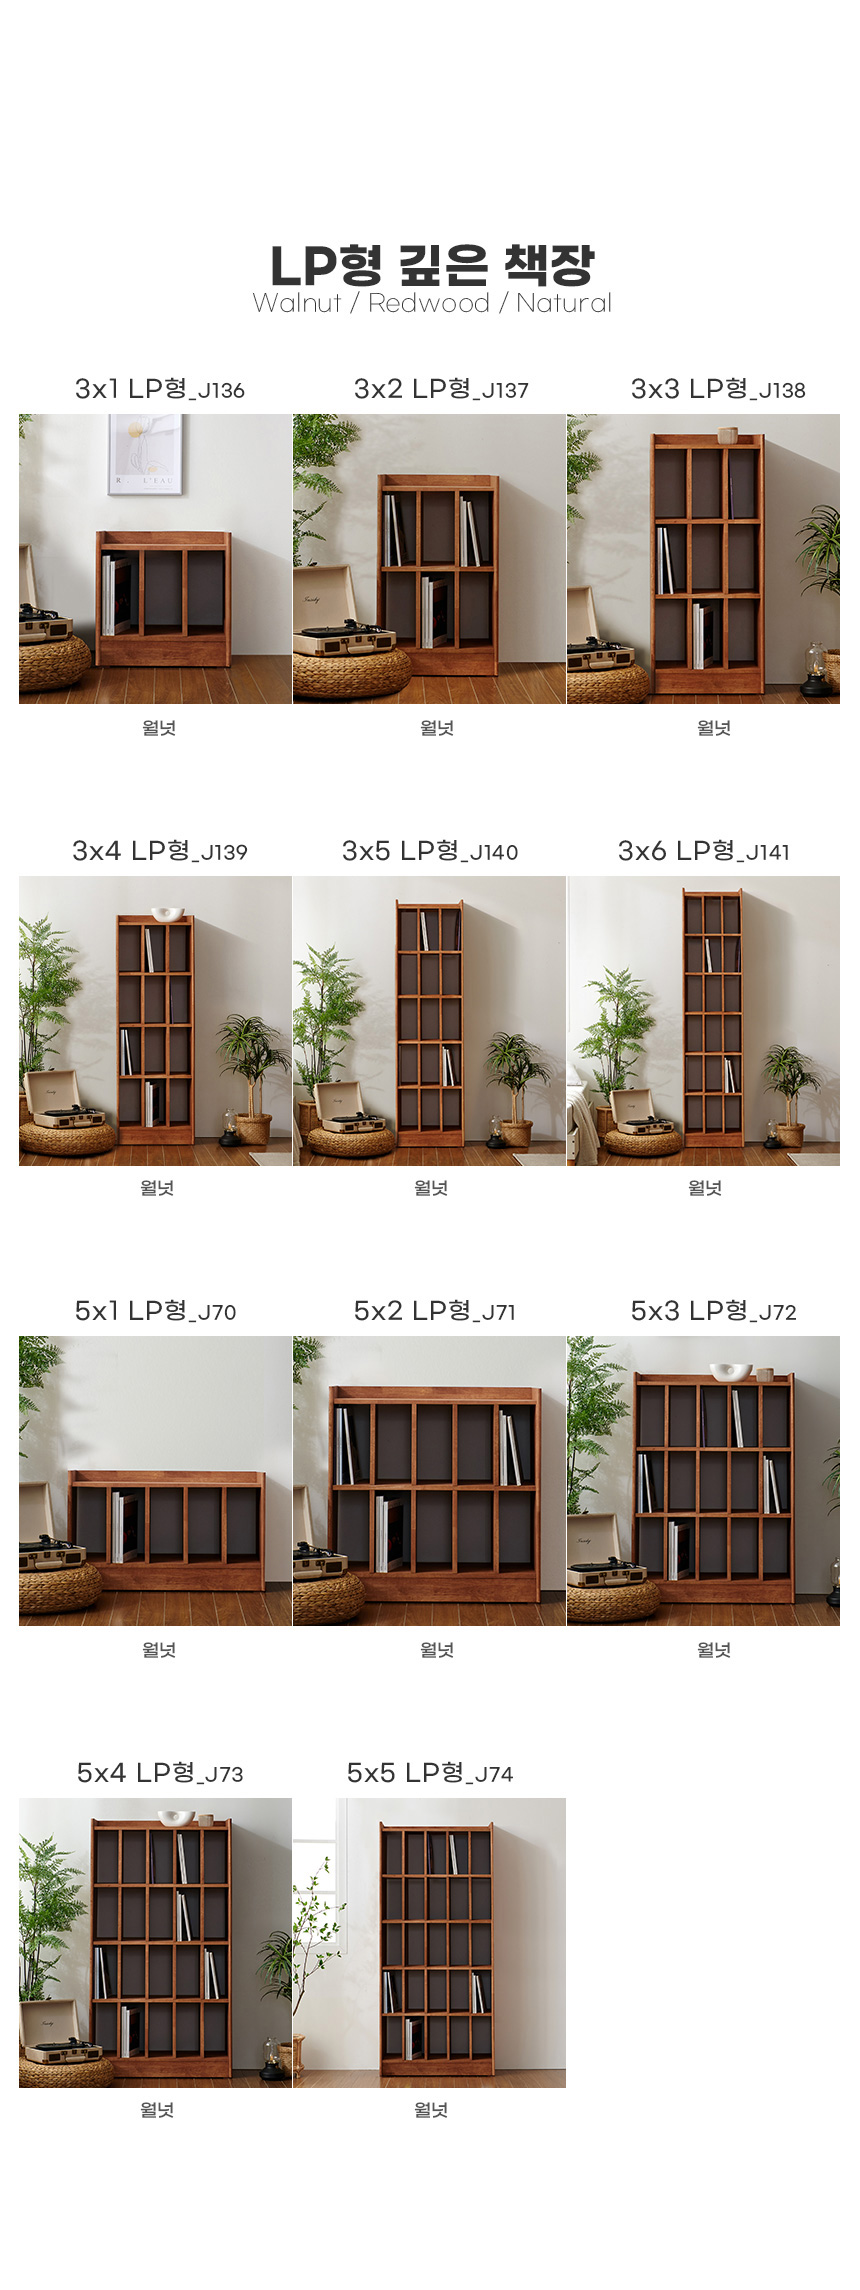 LP형 깊은 책장
Walnut / Redwood / Natural
3x1 LP형_J136
3x2 LP형_J137
3x3 LP형_J138
R . L'EAU
월넛
월넛
월넛
3x4 LP형_J139
3x5 LP형_J140
3x6 LP형_J141
월넛
월넛
월넛
5x1 LP형_J70
5x2 LP형_J71
5x3 LP형_J72
월넛
월넛
월넛
5x4 LP형_J73
5x5 LP형_J74
월넛
월넛